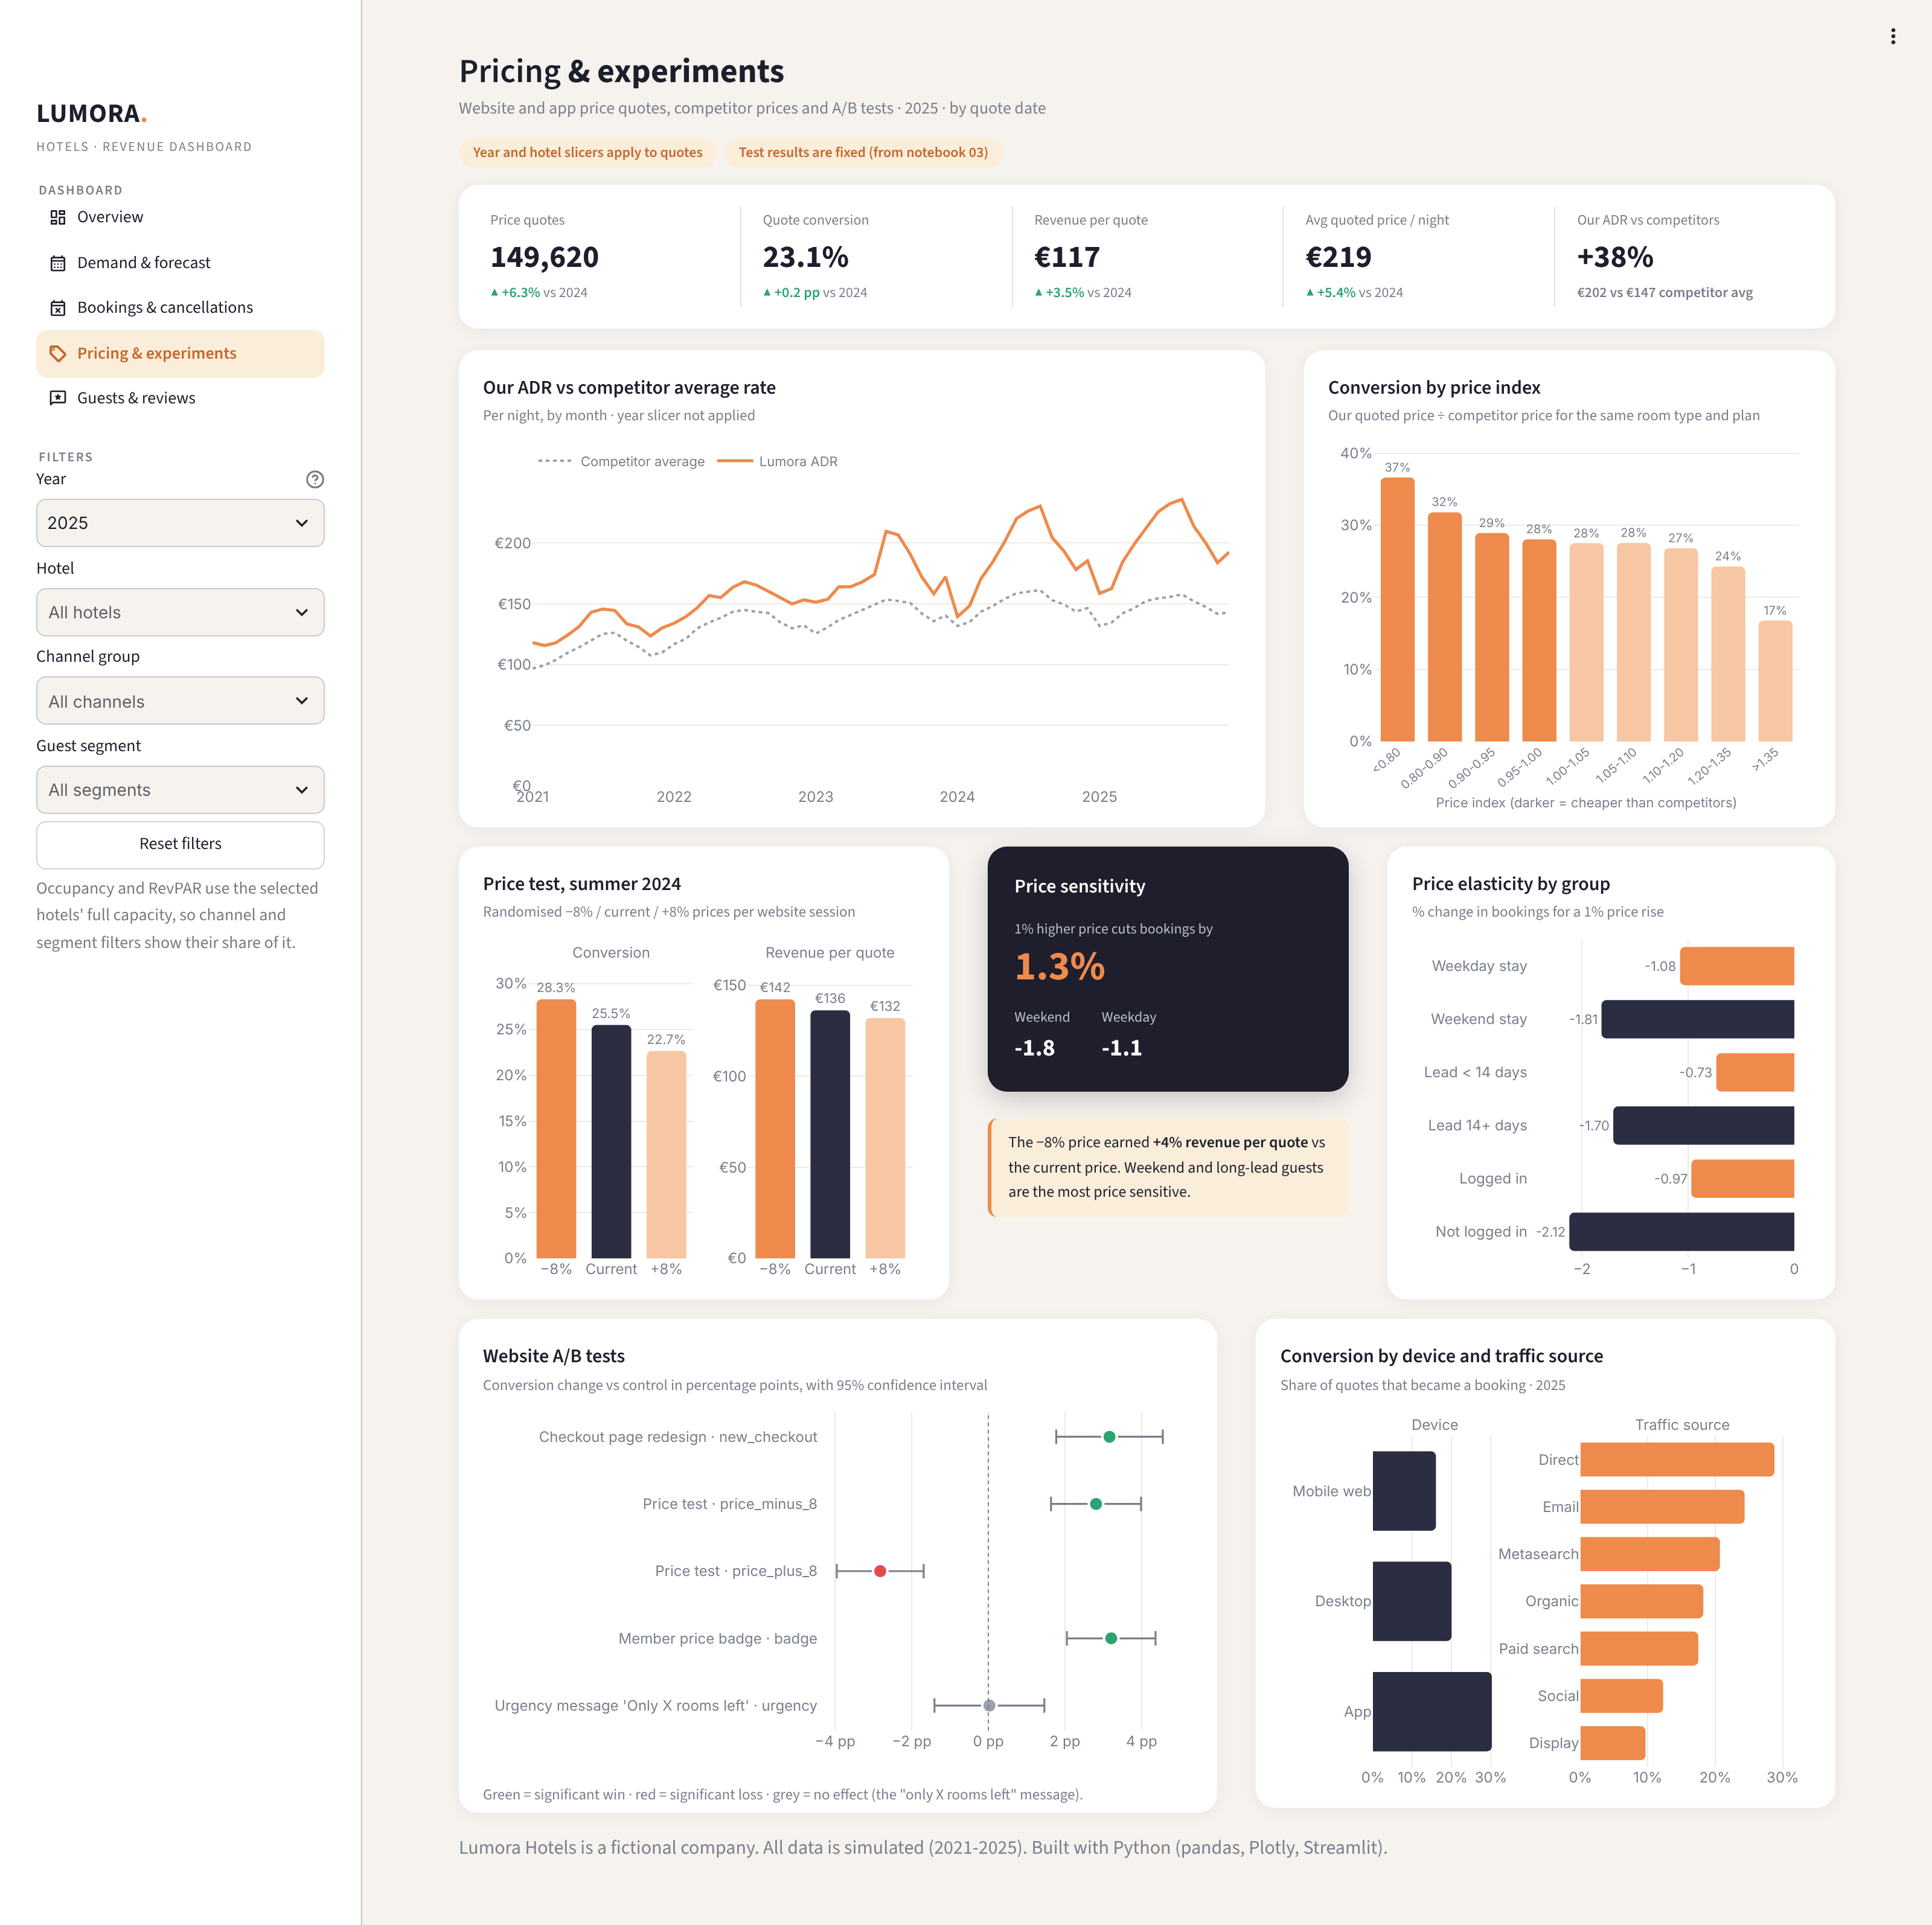 LUMORA.
HOTELS · REVENUE DASHBOARD
DASHBOARD
Overview
Demand & forecast
Bookings & cancellations
Pricing & experiments
Guests & reviews
FILTERS
Year
2025
Hotel
All hotels
Channel group
All channels
Guest segment
All segments
Reset filters
Occupancy and RevPAR use the selected
hotels' full capacity, so channel and
segment filters show their share of it.
Pricing & experiments
Website and app price quotes, competitor prices and A/B tests · 2025 · by quote date
Year and hotel slicers apply to quotes
Test results are fixed (from notebook 03)
Price quotes
149,620
▲ +6.3% vs 2024
Quote conversion
23.1%
▲ +0.2 pp vs 2024
Revenue per quote
€117
▲ +3.5% vs 2024
Avg quoted price / night
€219
▲ +5.4% vs 2024
Our ADR vs competitors
+38%
€202 vs €147 competitor avg
Our ADR vs competitor average rate
Per night, by month · year slicer not applied
Competitor average
Lumora ADR
€200
€150
€100
€50
€0
2021 2022 2023 2024 2025
Conversion by price index
Our quoted price ÷ competitor price for the same room type and plan
40%
30%
20%
10%
0%
37% 32% 29% 28% 28% 28% 27% 24% 17%
<0.80 0.80-0.90 0.90-0.95 0.95-1.00 1.00-1.05 1.05-1.10 1.10-1.20 1.20-1.35 >1.35
Price index (darker = cheaper than competitors)
Price test, summer 2024
Randomised −8% / current / +8% prices per website session
Conversion
30%
25%
20%
15%
10%
5%
0%
28.3% 25.5% 22.7%
−8% Current +8%
Revenue per quote
€150
€100
€50
€0
€142 €136 €132
−8% Current +8%
Price sensitivity
1% higher price cuts bookings by
1.3%
Weekend Weekday
-1.8 -1.1
The −8% price earned +4% revenue per quote vs
the current price. Weekend and long-lead guests
are the most price sensitive.
Price elasticity by group
% change in bookings for a 1% price rise
Weekday stay -1.08
Weekend stay -1.81
Lead < 14 days -0.73
Lead 14+ days -1.70
Logged in -0.97
Not logged in -2.12
−2 −1 0
Website A/B tests
Conversion change vs control in percentage points, with 95% confidence interval
Checkout page redesign · new_checkout
Price test · price_minus_8
Price test · price_plus_8
Member price badge · badge
Urgency message 'Only X rooms left' · urgency
−4 pp −2 pp 0 pp 2 pp 4 pp
Green = significant win · red = significant loss · grey = no effect (the "only X rooms left" message).
Conversion by device and traffic source
Share of quotes that became a booking · 2025
Device
Mobile web
Desktop
App
0% 10% 20% 30%
Traffic source
Direct
Email
Metasearch
Organic
Paid search
Social
Display
0% 10% 20% 30%
Lumora Hotels is a fictional company. All data is simulated (2021-2025). Built with Python (pandas, Plotly, Streamlit).